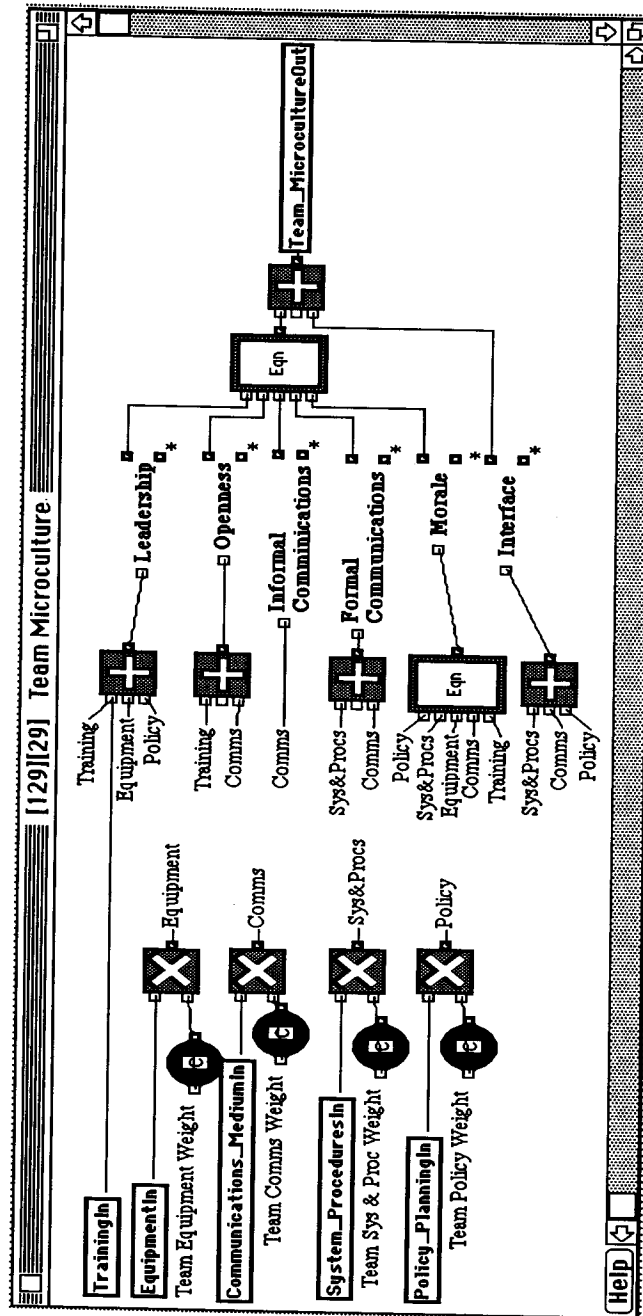 [129][29] Team Microculture
TrainingIn
EquipmentIn
Team Equipment Weight
c
Equipment
Communications_MediumIn
Team Comms Weight
c
Comms
System_ProceduresIn
Team Sys & Proc Weight
c
Sys&Procs
Policy_PlanningIn
Team Policy Weight
c
Policy
Training
Equipment
Policy
Leadership
*
Training
Comms
Openness
*
Comms
Informal
Comminications
*
Sys&Procs
Comms
Formal
Communications
*
Policy
Sys&Procs
Equipment
Comms
Training
Eqn
Morale
*
Sys&Procs
Comms
Policy
Interface
*
Eqn
Team_MicrocultureOut
Help